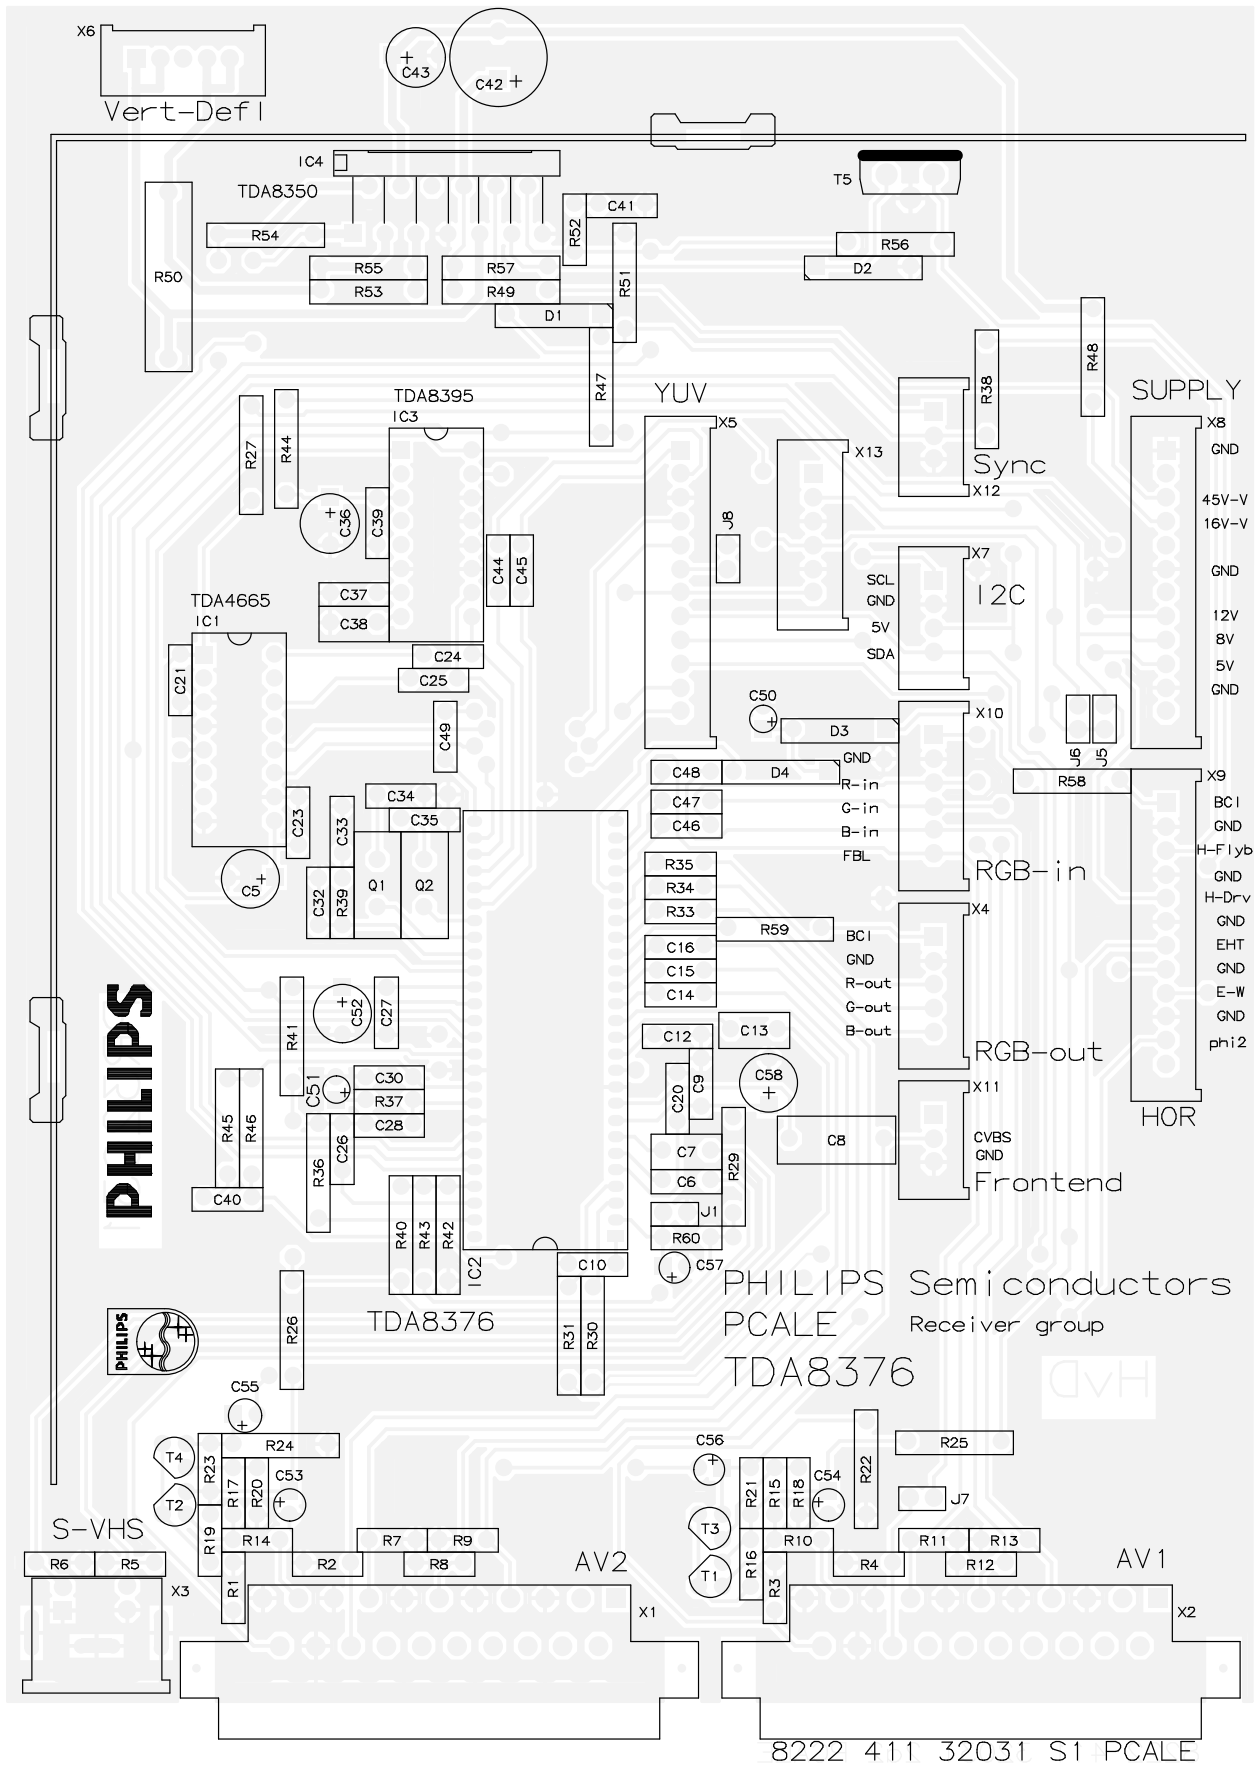 X6
C43
C42
Vert-Defl
IC4
TDA8350
T5
R54
R52
C41
R50
R55
R57
R51
R56
D2
R53
R49
D1
R47
R48
R38
TDA8395
IC3
YUV
SUPPLY
X5
X13
X8
GND
R27
R44
Sync
X12
C36
C39
J8
45V-V
16V-V
C44
C45
X7
I2C
SCL
GND
5V
SDA
GND
12V
8V
5V
GND
C37
C38
TDA4665
IC1
C21
C24
C25
C50
C49
X10
D3
J6
J5
GND
C48
D4
R58
X9
R-in
G-in
B-in
FBL
RGB-in
C47
C46
BCI
GND
H-Flyb
GND
H-Drv
GND
EHT
GND
E-W
GND
phi2
HOR
C34
C35
C23
C33
C5
C32
R39
Q1
Q2
R35
R34
R33
R59
X4
BCI
GND
R-out
G-out
B-out
RGB-out
C16
C15
C14
C12
C13
PHILIPS
R41
C52
C27
C51
C30
R37
C28
C26
R36
R45
R46
C40
C20
C9
C58
X11
CVBS
GND
Frontend
C7
C6
C8
R29
J1
R60
C57
R40
R43
R42
IC2
C10
R31
R30
TDA8376
PHILIPS
R26
PHILIPS Semiconductors
PCALE
Receiver group
TDA8376
HvD
C55
T4
T2
R23
R24
R17
R20
C53
R19
R14
R7
R9
R2
R8
R1
S-VHS
R6
R5
X3
AV2
X1
C56
T3
T1
R21
R15
R18
C54
R22
R25
J7
R16
R10
R11
R13
R4
R12
R3
AV1
X2
8222 411 32031 S1 PCALE